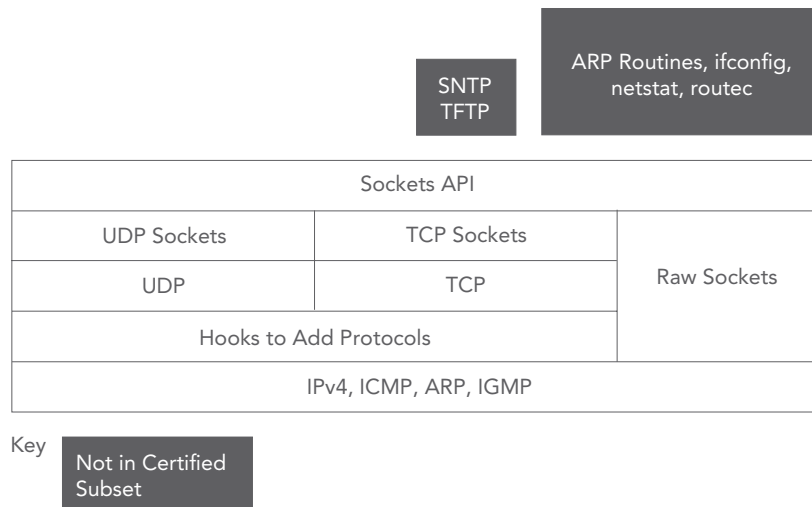 SNTP
TFTP
ARP Routines, ifconfig,
netstat, routec
Sockets API
UDP Sockets
TCP Sockets
Raw Sockets
UDP
TCP
Hooks to Add Protocols
IPv4, ICMP, ARP, IGMP
Key
Not in Certified
Subset